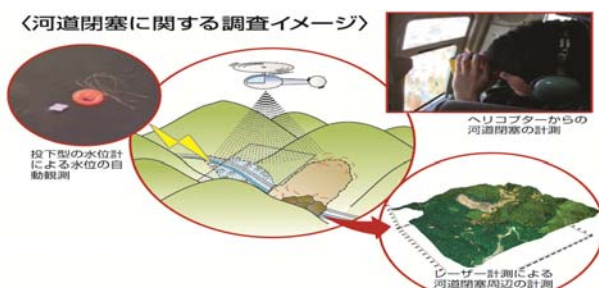 〈河道閉塞に関する調査イメージ〉
投下型の水位計
による水位の自
動観測
ヘリコプターからの
河道閉塞の計測
レーザー計測による
河道閉塞周辺の計測